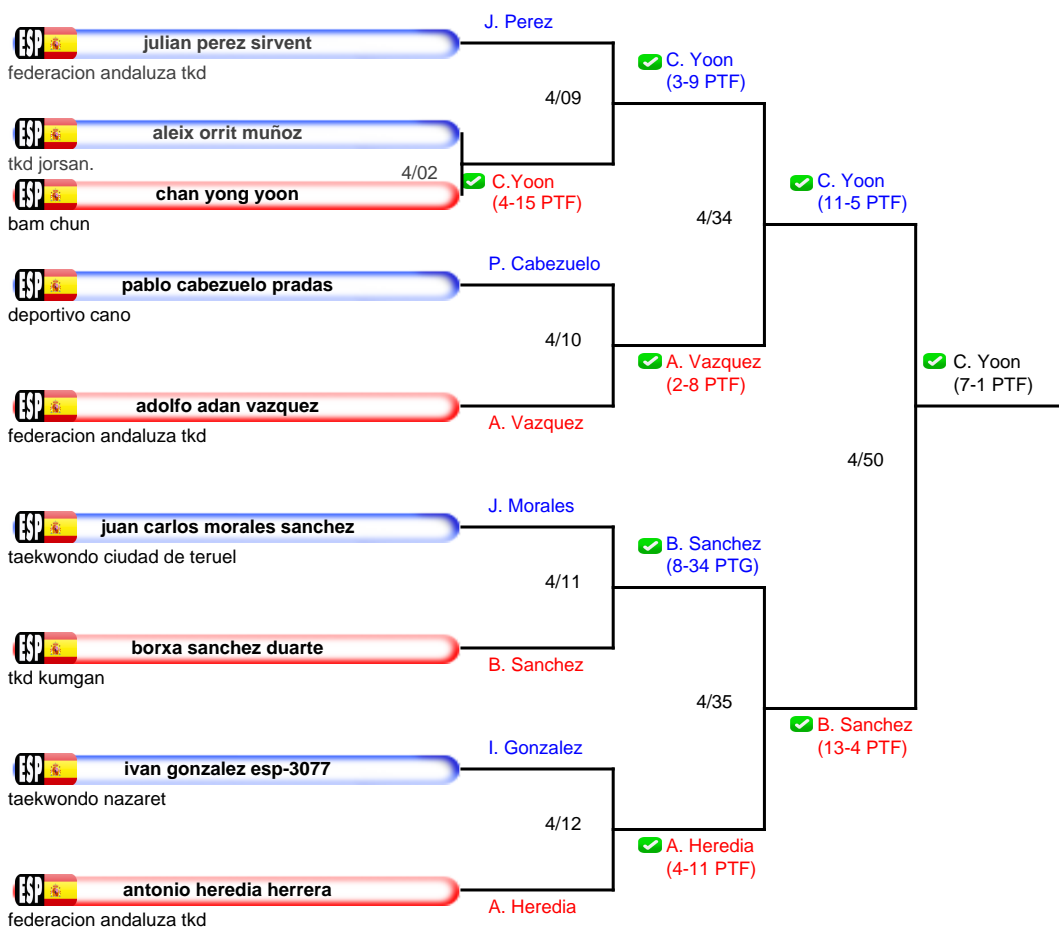 J. Perez
ESP julian perez sirvent
federacion andaluza tkd
C. Yoon
(3-9 PTF)
4/09
ESP aleix orrit muñoz
tkd jorsan.
4/02
C.Yoon
(4-15 PTF)
ESP chan yong yoon
bam chun
C. Yoon
(11-5 PTF)
4/34
P. Cabezuelo
ESP pablo cabezuelo pradas
deportivo cano
4/10
A. Vazquez
(2-8 PTF)
C. Yoon
(7-1 PTF)
ESP adolfo adan vazquez
A. Vazquez
federacion andaluza tkd
4/50
J. Morales
ESP juan carlos morales sanchez
taekwondo ciudad de teruel
B. Sanchez
(8-34 PTG)
4/11
ESP borxa sanchez duarte
B. Sanchez
tkd kumgan
4/35
B. Sanchez
(13-4 PTF)
I. Gonzalez
ESP ivan gonzalez esp-3077
taekwondo nazaret
4/12
A. Heredia
(4-11 PTF)
ESP antonio heredia herrera
A. Heredia
federacion andaluza tkd